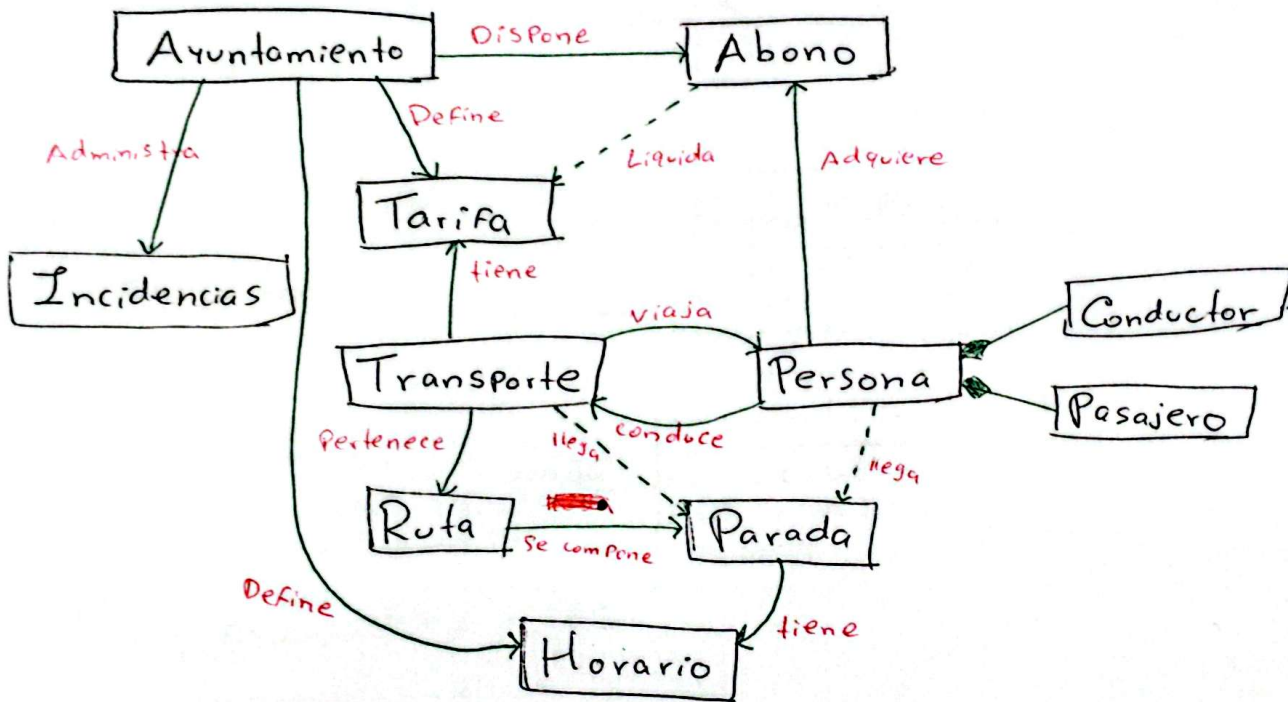 Ayuntamiento
Dispone
Abono
Define
Administra
Liquida
Adquiere
Tarifa
Incidencias
tiene
Conductor
viaja
Transporte
Persona
Pasajero
Pertenece
llega
conduce
llega
Ruta
Se compone
Parada
Define
tiene
Horario